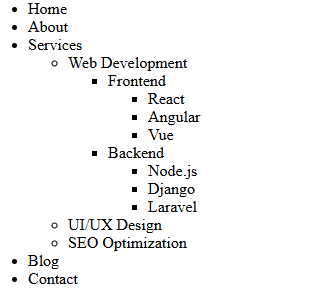 Home
About
Services
Web Development
Frontend
React
Angular
Vue
Backend
Node.js
Django
Laravel
UI/UX Design
SEO Optimization
Blog
Contact